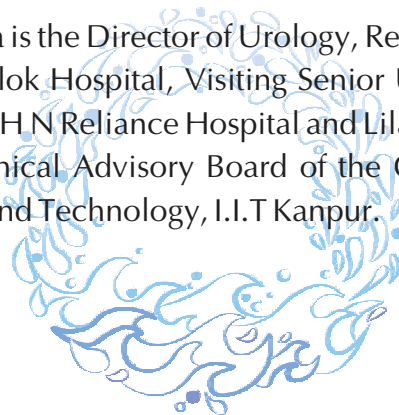 is the Director of Urology, Re
lok Hospital, Visiting Senior
H N Reliance Hospital and Lil
nical Advisory Board of the
nd Technology, I.I.T Kanpur.